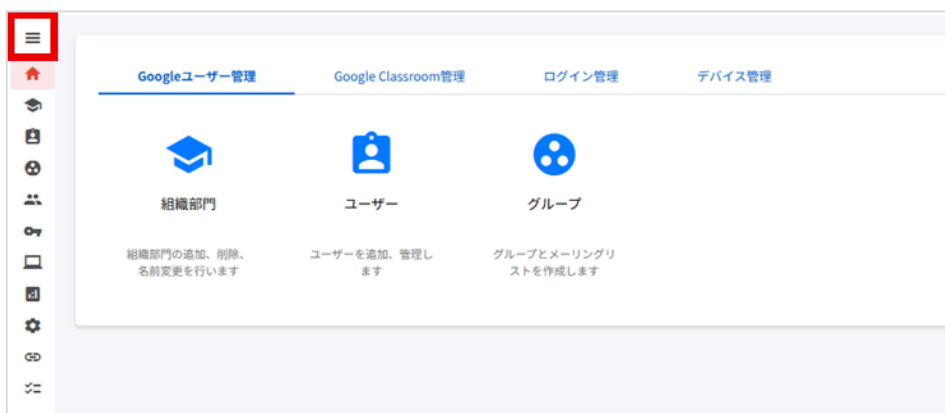 Googleユーザー管理
Google Classroom管理
ログイン管理
デバイス管理
組織部門
ユーザー
グループ
組織部門の追加、削除、
名前変更を行います
ユーザーを追加、管理し
ます
グループとメーリングリ
ストを作成します